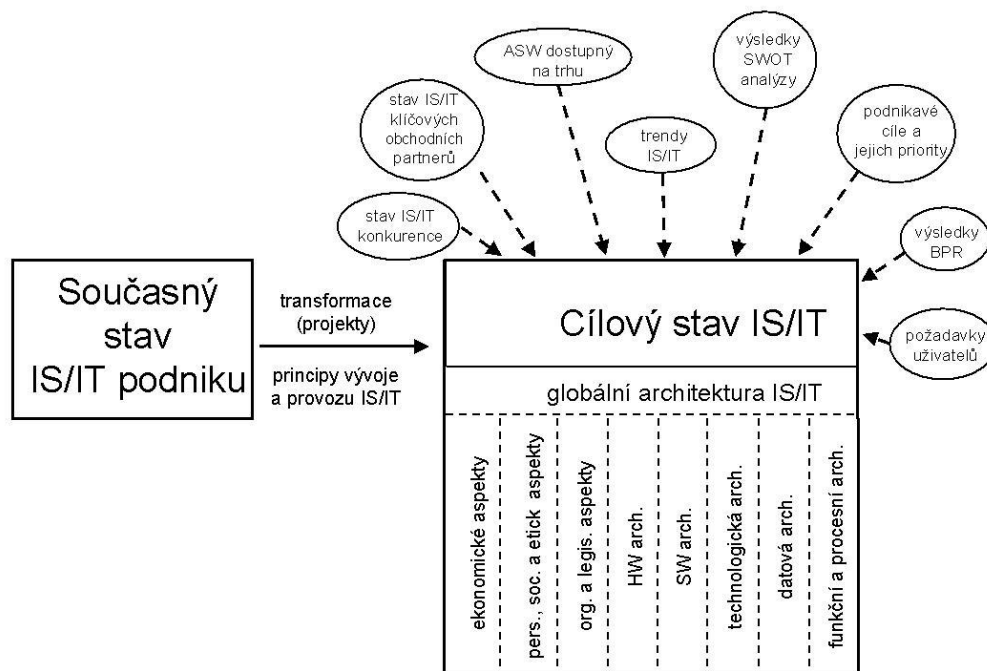 ASW dostupný
na trhu
výsledky
SWOT
analýzy
stav IS/IT
klíčových
obchodních
partnerů
trendy
IS/IT
podnikavé
cíle a
jejich priority
stav IS/IT
konkurence
výsledky
BPR
požadavky
uživatelů
Současný
stav
IS/IT podniku
transformace
(projekty)
principy vývoje
a provozu IS/IT
Cílový stav IS/IT
globální architektura IS/IT
ekonomické aspekty
pers., soc. a etick aspekty
org. a legis. aspekty
HW arch.
SW arch.
technologická arch.
datová arch.
funkční a procesní arch.